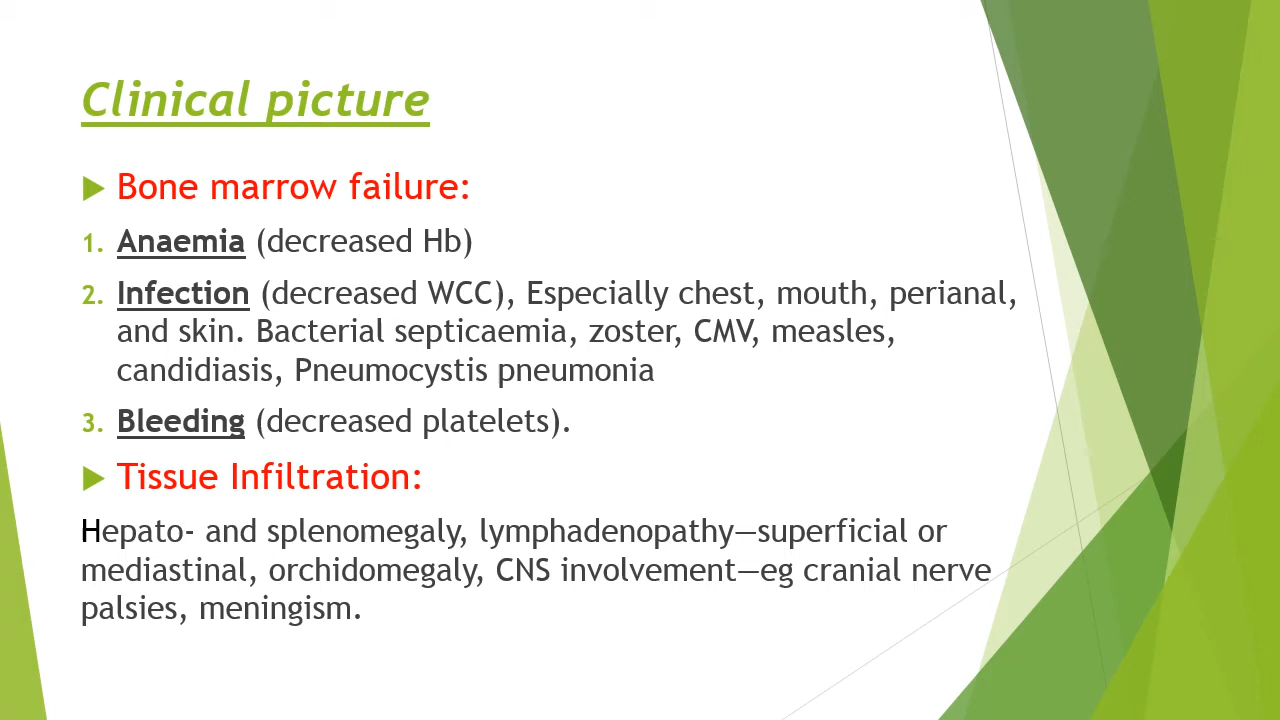 Clinical picture
Bone marrow failure:
1. Anaemia (decreased Hb)
2. Infection (decreased WCC), Especially chest, mouth, perianal,
and skin. Bacterial septicaemia, zoster, CMV, measles,
candidiasis, Pneumocystis pneumonia
3. Bleeding (decreased platelets).
Tissue Infiltration:
Hepato- and splenomegaly, lymphadenopathy—superficial or
mediastinal, orchidomegaly, CNS involvement—eg cranial nerve
palsies, meningism.